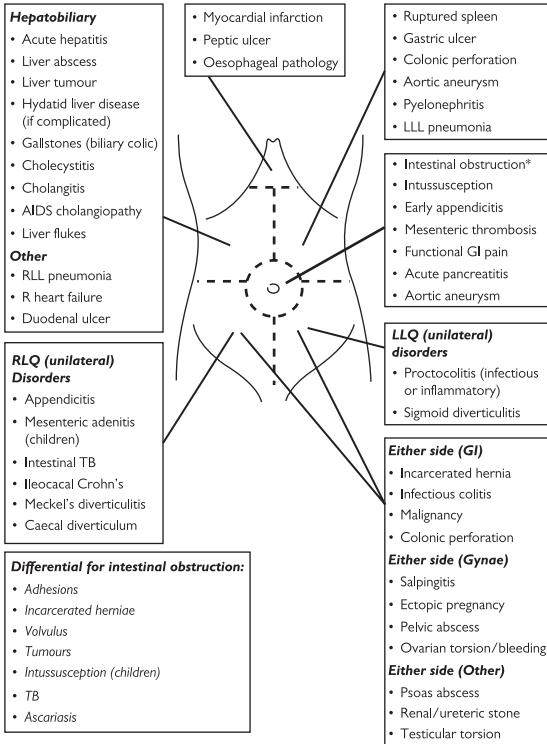 Hepatobiliary
• Acute hepatitis
• Liver abscess
• Liver tumour
• Hydatid liver disease
(if complicated)
• Gallstones (biliary colic)
• Cholecystitis
• Cholangitis
• AIDS cholangiopathy
• Liver flukes
Other
• RLL pneumonia
• R heart failure
• Duodenal ulcer
• Myocardial infarction
• Peptic ulcer
• Oesophageal pathology
• Ruptured spleen
• Gastric ulcer
• Colonic perforation
• Aortic aneurysm
• Pyelonephritis
• LLL pneumonia
• Intestinal obstruction*
• Intussusception
• Early appendicitis
• Mesenteric thrombosis
• Functional GI pain
• Acute pancreatitis
• Aortic aneurysm
RLQ (unilateral)
Disorders
• Appendicitis
• Mesenteric adenitis
(children)
• Intestinal TB
• Ileocacal Crohn's
• Meckel's diverticulitis
• Caecal diverticulum
LLQ (unilateral)
disorders
• Proctocolitis (infectious
or inflammatory)
• Sigmoid diverticulitis
Either side (GI)
• Incarcerated hernia
• Infectious colitis
• Malignancy
• Colonic perforation
Either side (Gynae)
• Salpingitis
• Ectopic pregnancy
• Pelvic abscess
• Ovarian torsion/bleeding
Either side (Other)
• Psoas abscess
• Renal/ureteric stone
• Testicular torsion
Differential for intestinal obstruction:
• Adhesions
• Incarcerated herniae
• Volvulus
• Tumours
• Intussusception (children)
• TB
• Ascariasis